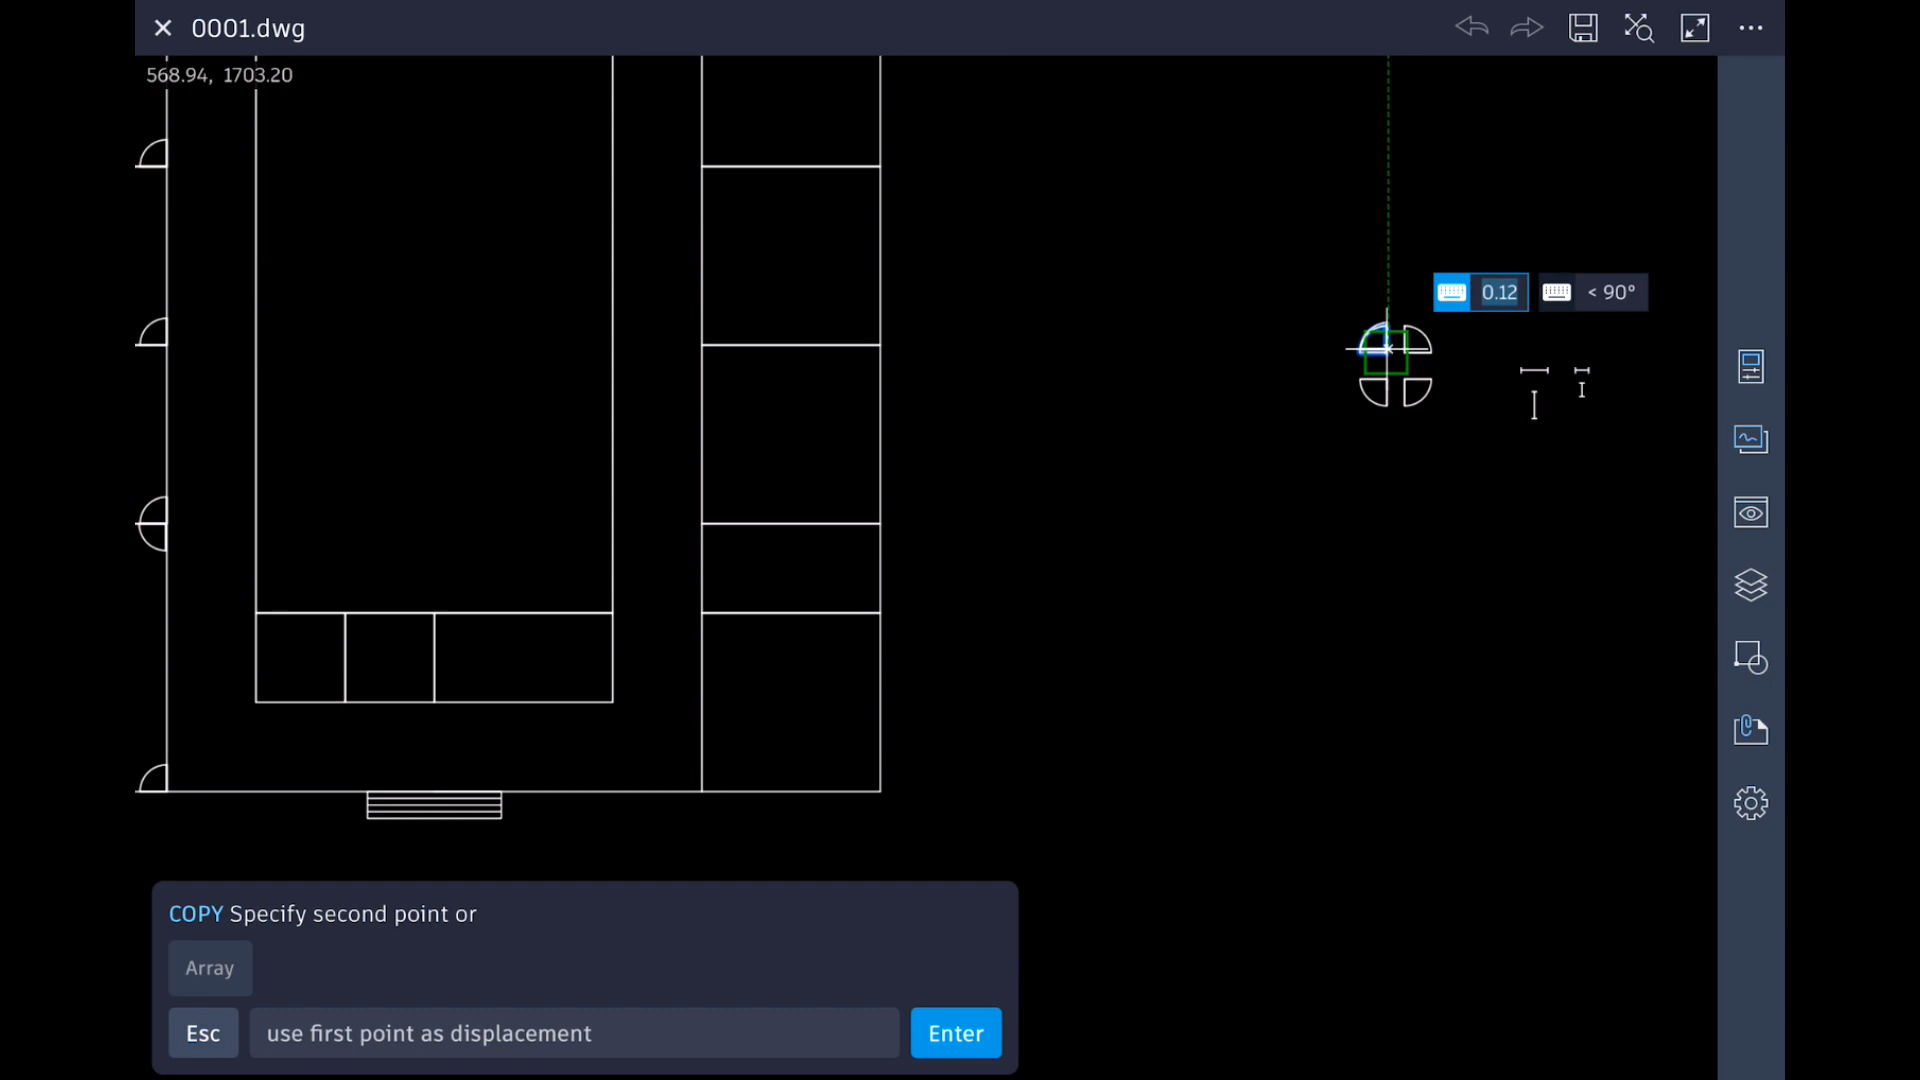 0001.dwg
568.94, 1703.20
0.12
< 90°
COPY Specify second point or
Array
Esc
use first point as displacement
Enter